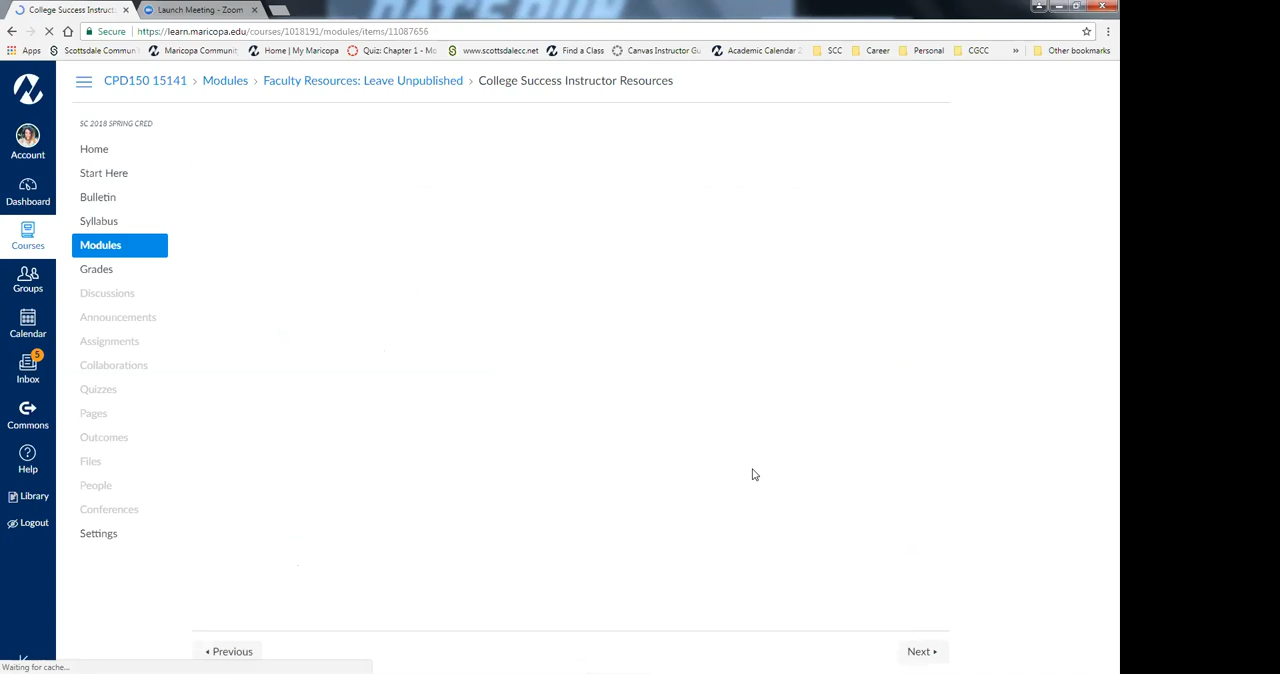 College Success Instruct
Launch Meeting - Zoom
Secure
https://learn.maricopa.edu/courses/1018191/modules/items/11087656
Apps
Scottsdale Commun
Maricopa Communit
Home | My Maricopa
Quiz: Chapter 1 - Mo
www.scottsdalecc.net
Find a Class
Canvas Instructor Gu
Academic Calendar 2
SCC
Career
Personal
CGCC
»
Other bookmarks
CPD150 15141 › Modules › Faculty Resources: Leave Unpublished › College Success Instructor Resources
SC 2018 SPRING CRED
Home
Start Here
Bulletin
Syllabus
Modules
Grades
Discussions
Announcements
Assignments
Collaborations
Quizzes
Pages
Outcomes
Files
People
Conferences
Settings
Account
Dashboard
Courses
Groups
Calendar
5
Inbox
Commons
Help
Library
Logout
Previous
Next
Waiting for cache...